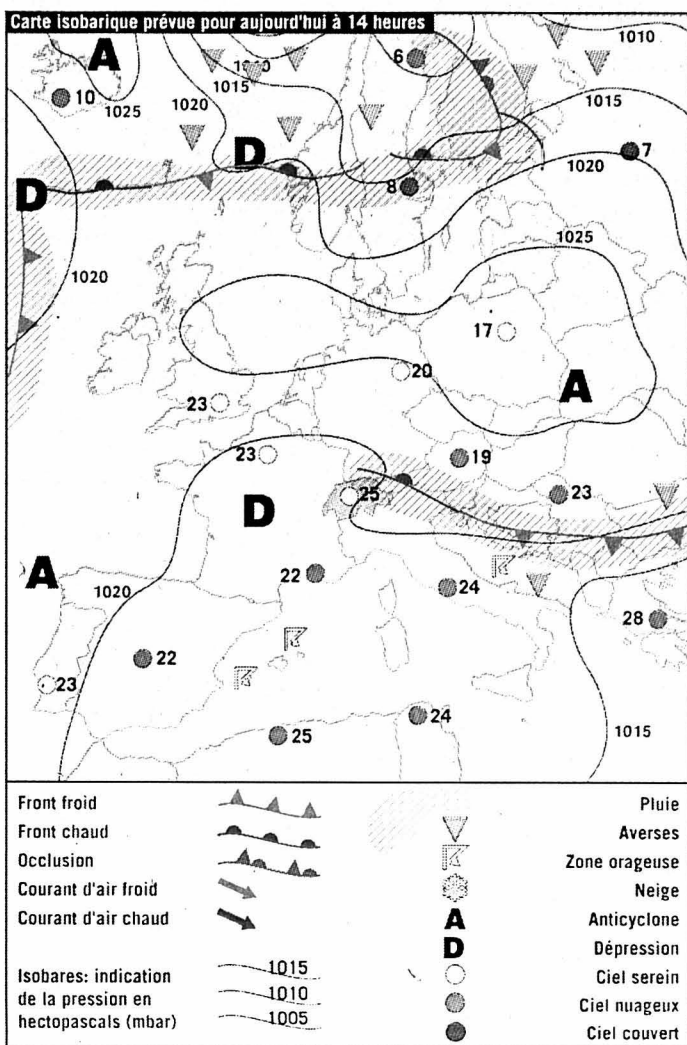 Carte isobarique prévue pour aujourd'hui à 14 heures
A
10
1025
1020
1015
6
1010
1015
D
D
8
7
1020
1025
1020
17
20
A
23
23
19
25
23
D
A
1020
22
24
28
22
23
25
24
1015
Front froid
Front chaud
Occlusion
Courant d'air froid
Courant d'air chaud
Isobares: indication
de la pression en
hectopascals (mbar)
1015
1010
1005
Pluie
Averses
Zone orageuse
Neige
A Anticyclone
D Dépression
Ciel serein
Ciel nuageux
Ciel couvert